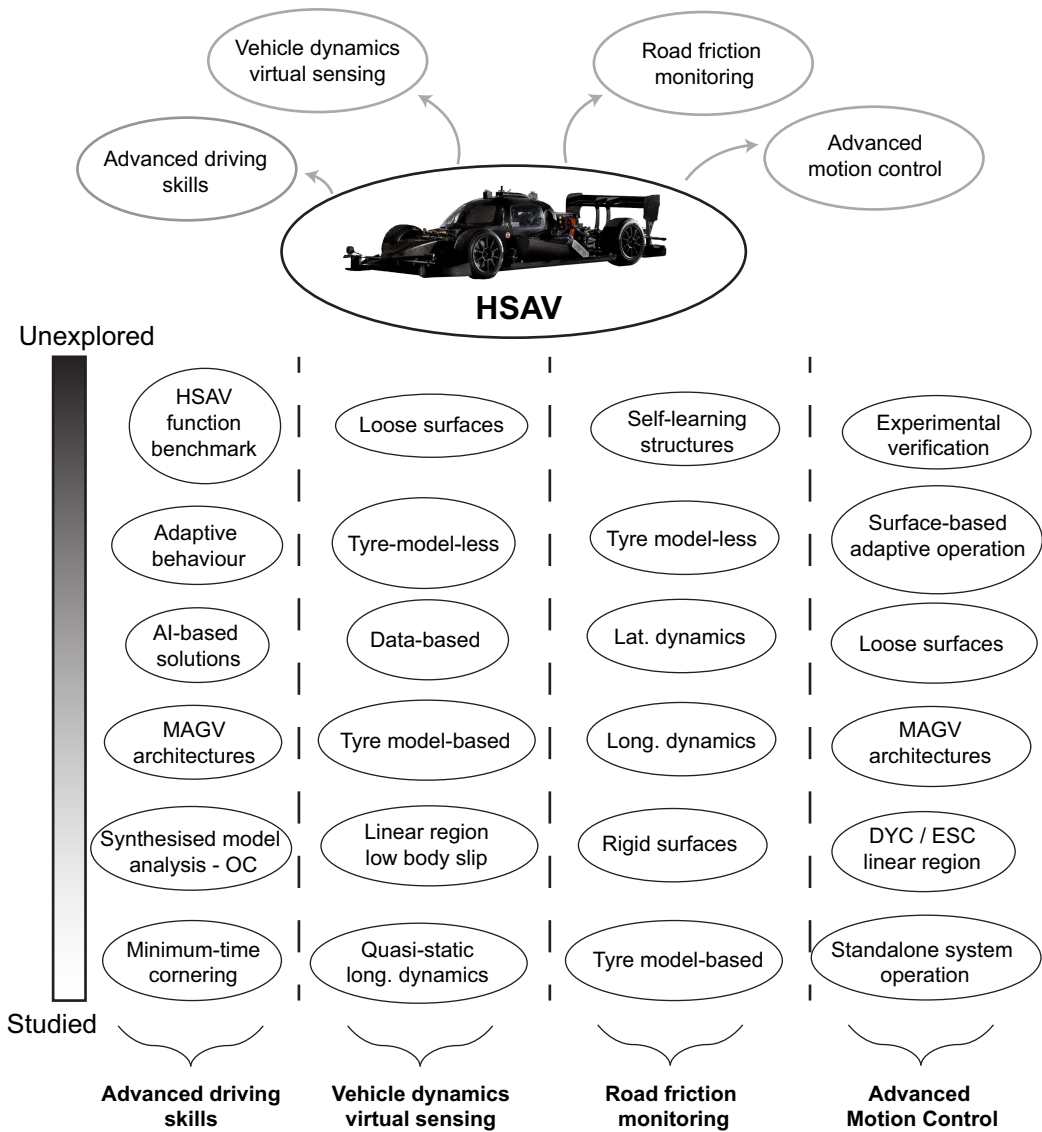 Vehicle dynamics
virtual sensing
Road friction
monitoring
Advanced driving
skills
Advanced
motion control
HSAV
Unexplored
HSAV
function
benchmark
Loose surfaces
Self-learning
structures
Experimental
verification
Adaptive
behaviour
Tyre-model-less
Tyre model-less
Surface-based
adaptive operation
AI-based
solutions
Data-based
Lat. dynamics
Loose surfaces
MAGV
architectures
Tyre model-based
Long. dynamics
MAGV
architectures
Synthesised model
analysis - OC
Linear region
low body slip
Rigid surfaces
DYC / ESC
linear region
Minimum-time
cornering
Quasi-static
long. dynamics
Tyre model-based
Standalone system
operation
Studied
Advanced driving
skills
Vehicle dynamics
virtual sensing
Road friction
monitoring
Advanced
Motion Control